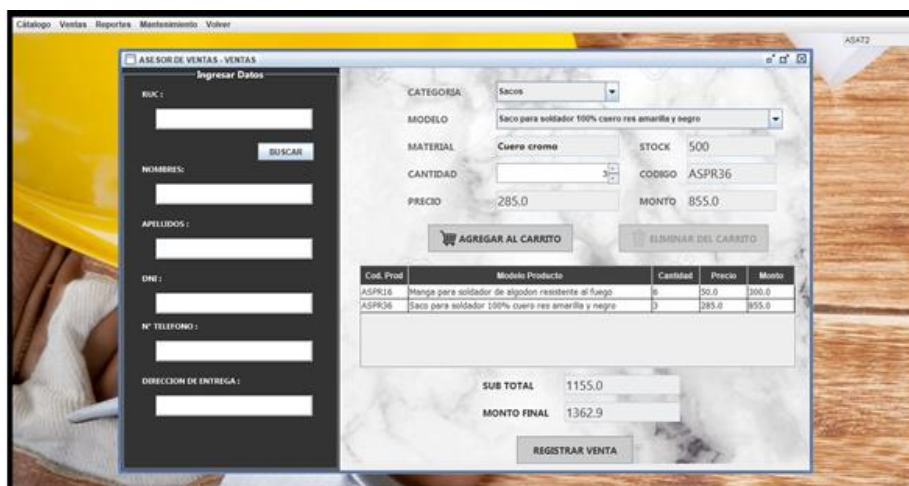 Cátalogo Ventas Reportes Mantenimiento Volver
ASAT2
ASESOR DE VENTAS - VENTAS
Ingresar Datos
RUC :
BUSCAR
NOMBRES:
APELLIDOS :
DNI :
N° TELEFONO :
DIRECCION DE ENTREGA :
CATEGORIA Sacos
MODELO Saco para soldador 100% cuero res amarilla y negro
MATERIAL Cuero cromo STOCK 500
CANTIDAD 3 CODIGO ASPR36
PRECIO 285.0 MONTO 855.0
AGREGAR AL CARRITO ELIMINAR DEL CARRITO
Cod. Prod Modelo Producto Cantidad Precio Monto
ASPR16 Manga para soldador de algodon resistente al fuego 6 50.0 300.0
ASPR36 Saco para soldador 100% cuero res amarilla y negro 3 285.0 855.0
SUB TOTAL 1155.0
MONTO FINAL 1362.9
REGISTRAR VENTA